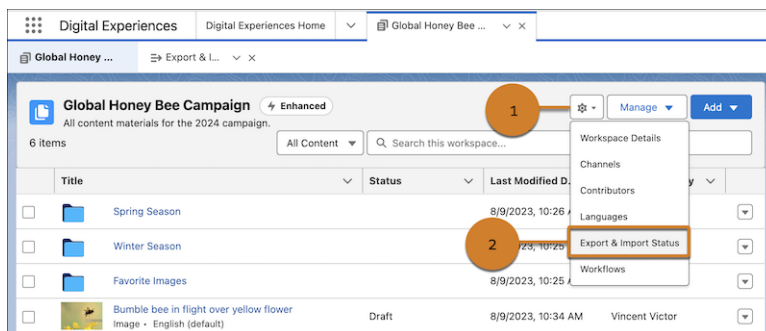 Digital Experiences
Digital Experiences Home
Global Honey Bee ...
Global Honey ...
Export & I...
Global Honey Bee Campaign
Enhanced
All content materials for the 2024 campaign.
6 items
1
Manage
Add
All Content
Search this workspace...
Workspace Details
Channels
Contributors
Languages
Export & Import Status
Workflows
2
Title
Status
Last Modified D...
Spring Season
8/9/2023, 10:26
Winter Season
Favorite Images
8/9/2023, 10:25
Bumble bee in flight over yellow flower
Image • English (default)
Draft
8/9/2023, 10:34 AM
Vincent Victor